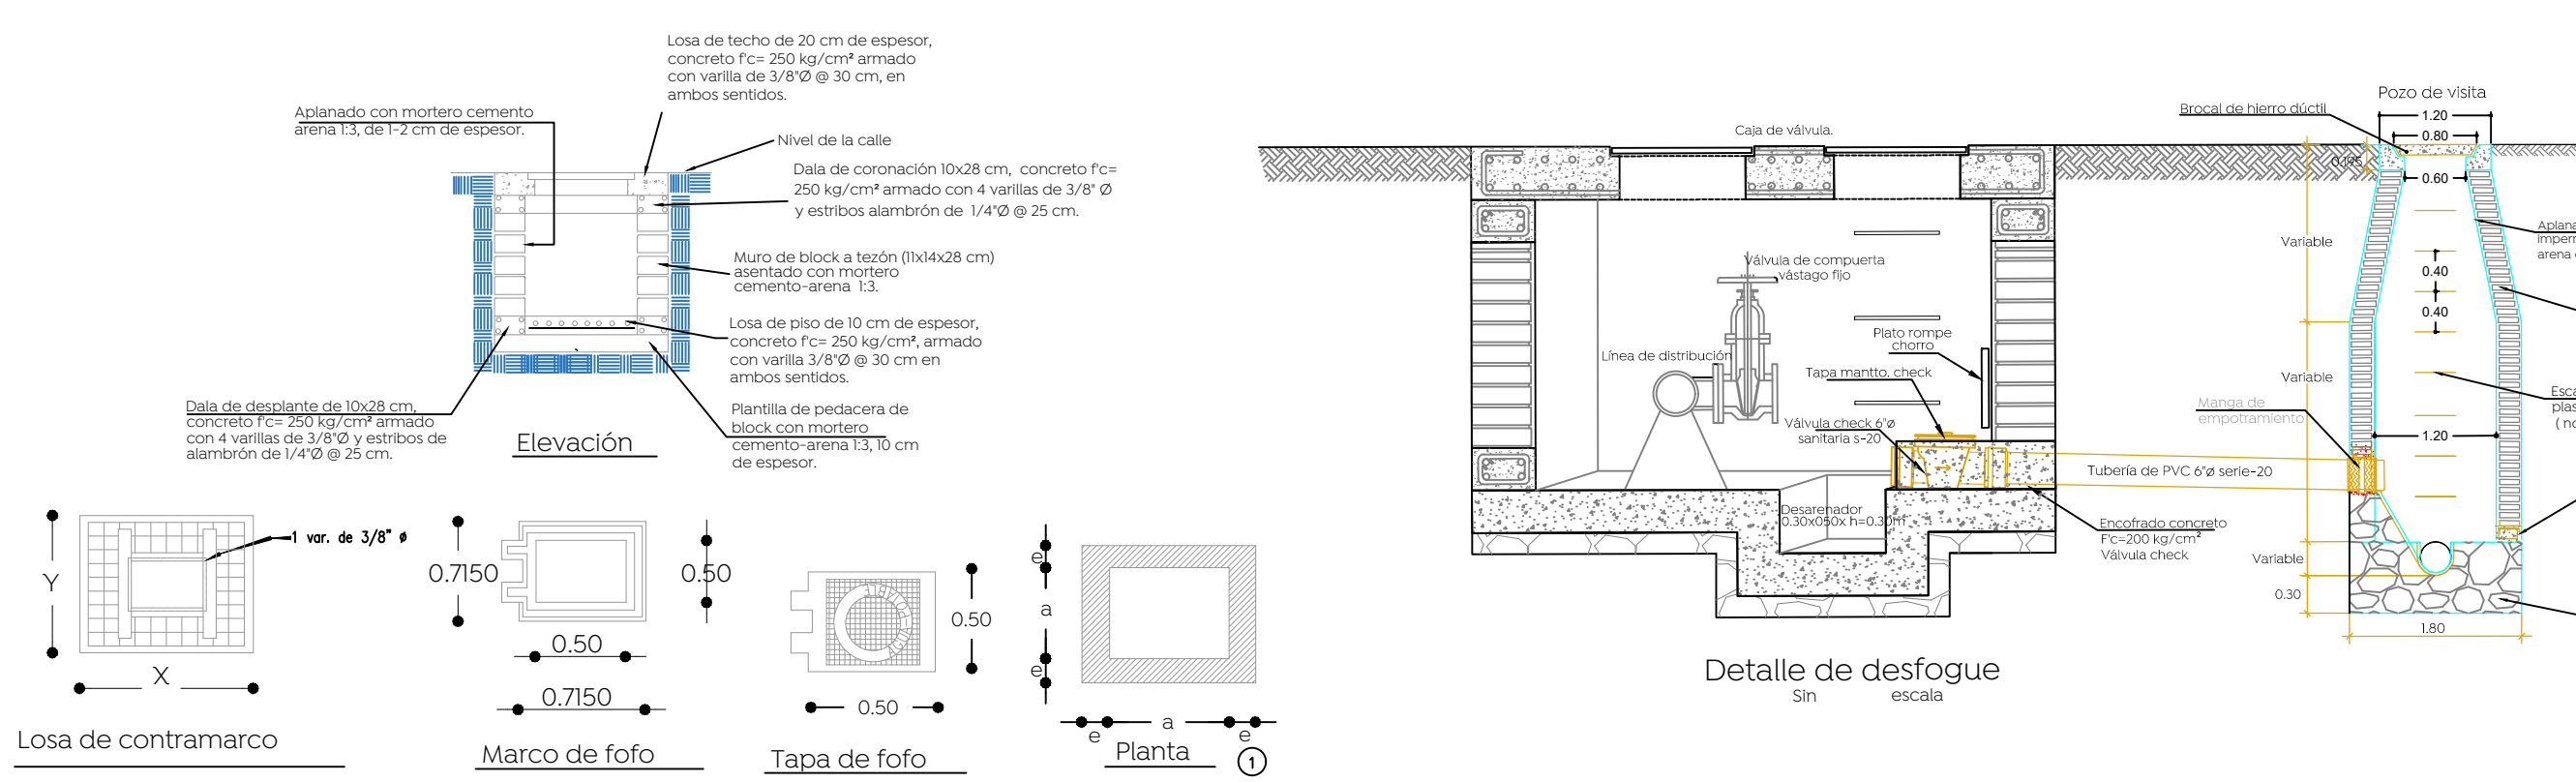 Losa de techo de 20 cm de espesor,
concreto f'c= 250 kg/cm² armado
con varilla de 3/8"Ø @ 30 cm, en
ambos sentidos.
Aplanado con mortero cemento
arena 1:3, de 1-2 cm de espesor.
Nivel de la calle
Dala de coronación 10x28 cm, concreto f'c=
250 kg/cm² armado con 4 varillas de 3/8" Ø
y estribos alambrón de 1/4"Ø @ 25 cm.
Muro de block a tezón (11x14x28 cm)
asentado con mortero
cemento-arena 1:3.
Losa de piso de 10 cm de espesor,
concreto f'c= 250 kg/cm², armado
con varilla 3/8"Ø @ 30 cm en
ambos sentidos.
Dala de desplante de 10x28 cm,
concreto f'c= 250 kg/cm² armado
con 4 varillas de 3/8"Ø y estribos de
alambrón de 1/4"Ø @ 25 cm.
Plantilla de pedacera de
block con mortero
cemento-arena 1:3, 10 cm
de espesor.
Elevación
1 var. de 3/8" ø
Y
X
Losa de contramarco
0.7150
0.50
0.50
0.7150
Marco de fofo
0.50
0.50
Tapa de fofo
e
a
e
e
a
e
Planta
1
Caja de válvula.
Válvula de compuerta
vástago fijo
Línea de distribución
Plato rompe
chorro
Tapa mantto. check
Válvula check 6"ø
sanitaria s-20
Desarenador
0.30x050x h=0.30m
Tubería de PVC 6"ø serie-20
Encofrado concreto
F'c=200 kg/cm²
Válvula check
Detalle de desfogue
Sin escala
Pozo de visita
Brocal de hierro dúctil
1.20
0.80
0.195
0.60
Variable
0.40
0.40
Variable
Manga de
empotramiento
1.20
Variable
0.30
1.80
arena